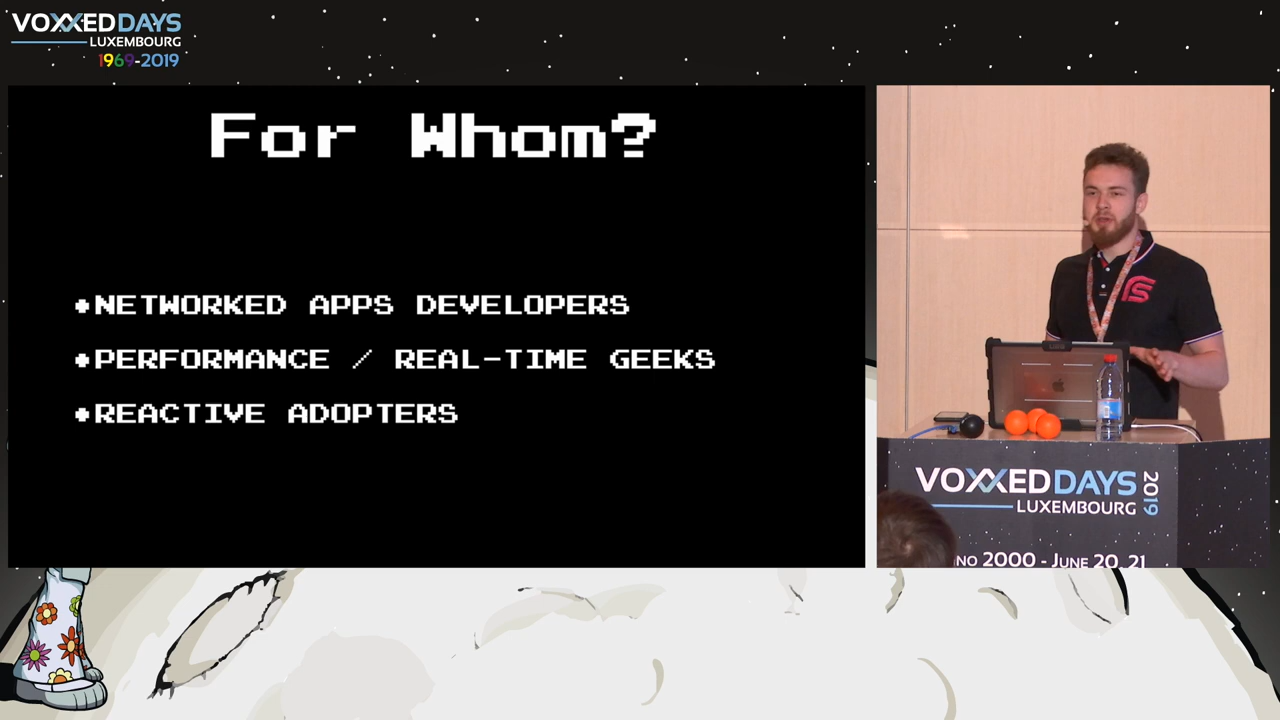 VOXXED DAYS
LUXEMBOURG
1969-2019
For Whom?
•NETWORKED APPS DEVELOPERS
•PERFORMANCE / REAL-TIME GEEKS
•REACTIVE ADOPTERS
VOXXED DAYS 2019
LUXEMBOURG
NO 2000 - JUNE 20, 21